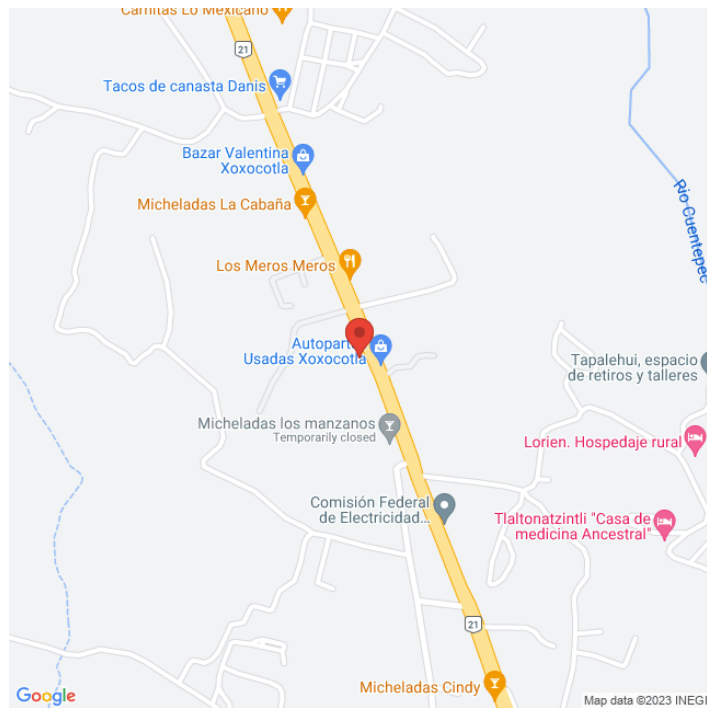 Carnitas Lo Mexicano
21
Tacos de canasta Danis
Bazar Valentina
Xoxocotla
Micheladas La Cabaña
Rio Cuentepec
Los Meros Meros
Autopartes
Usadas Xoxocotla
Tapalehui, espacio
de retiros y talleres
Micheladas los manzanos
Temporarily closed
Lorien. Hospedaje rural
Comisión Federal
de Electricidad...
Tlaltonatzintli "Casa de
medicina Ancestral"
21
Micheladas Cindy
Google
Map data ©2023 INEGI